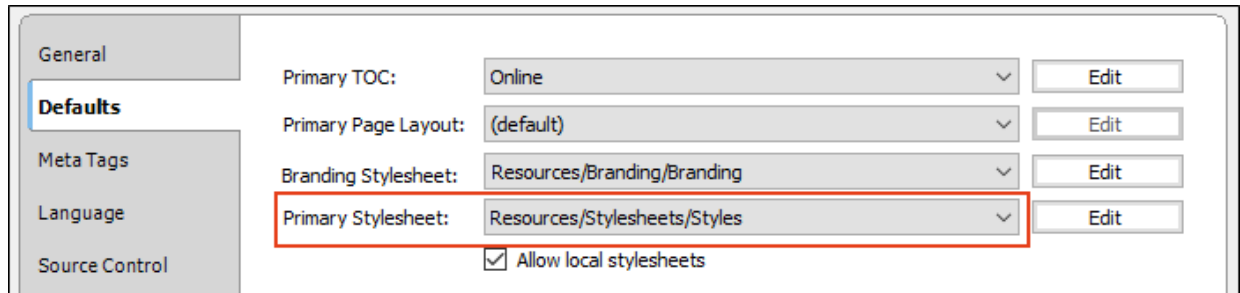 General
Defaults
Meta Tags
Language
Source Control
Primary TOC: Online Edit
Primary Page Layout: (default) Edit
Branding Stylesheet: Resources/Branding/Branding Edit
Primary Stylesheet: Resources/Stylesheets/Styles Edit
Allow local stylesheets